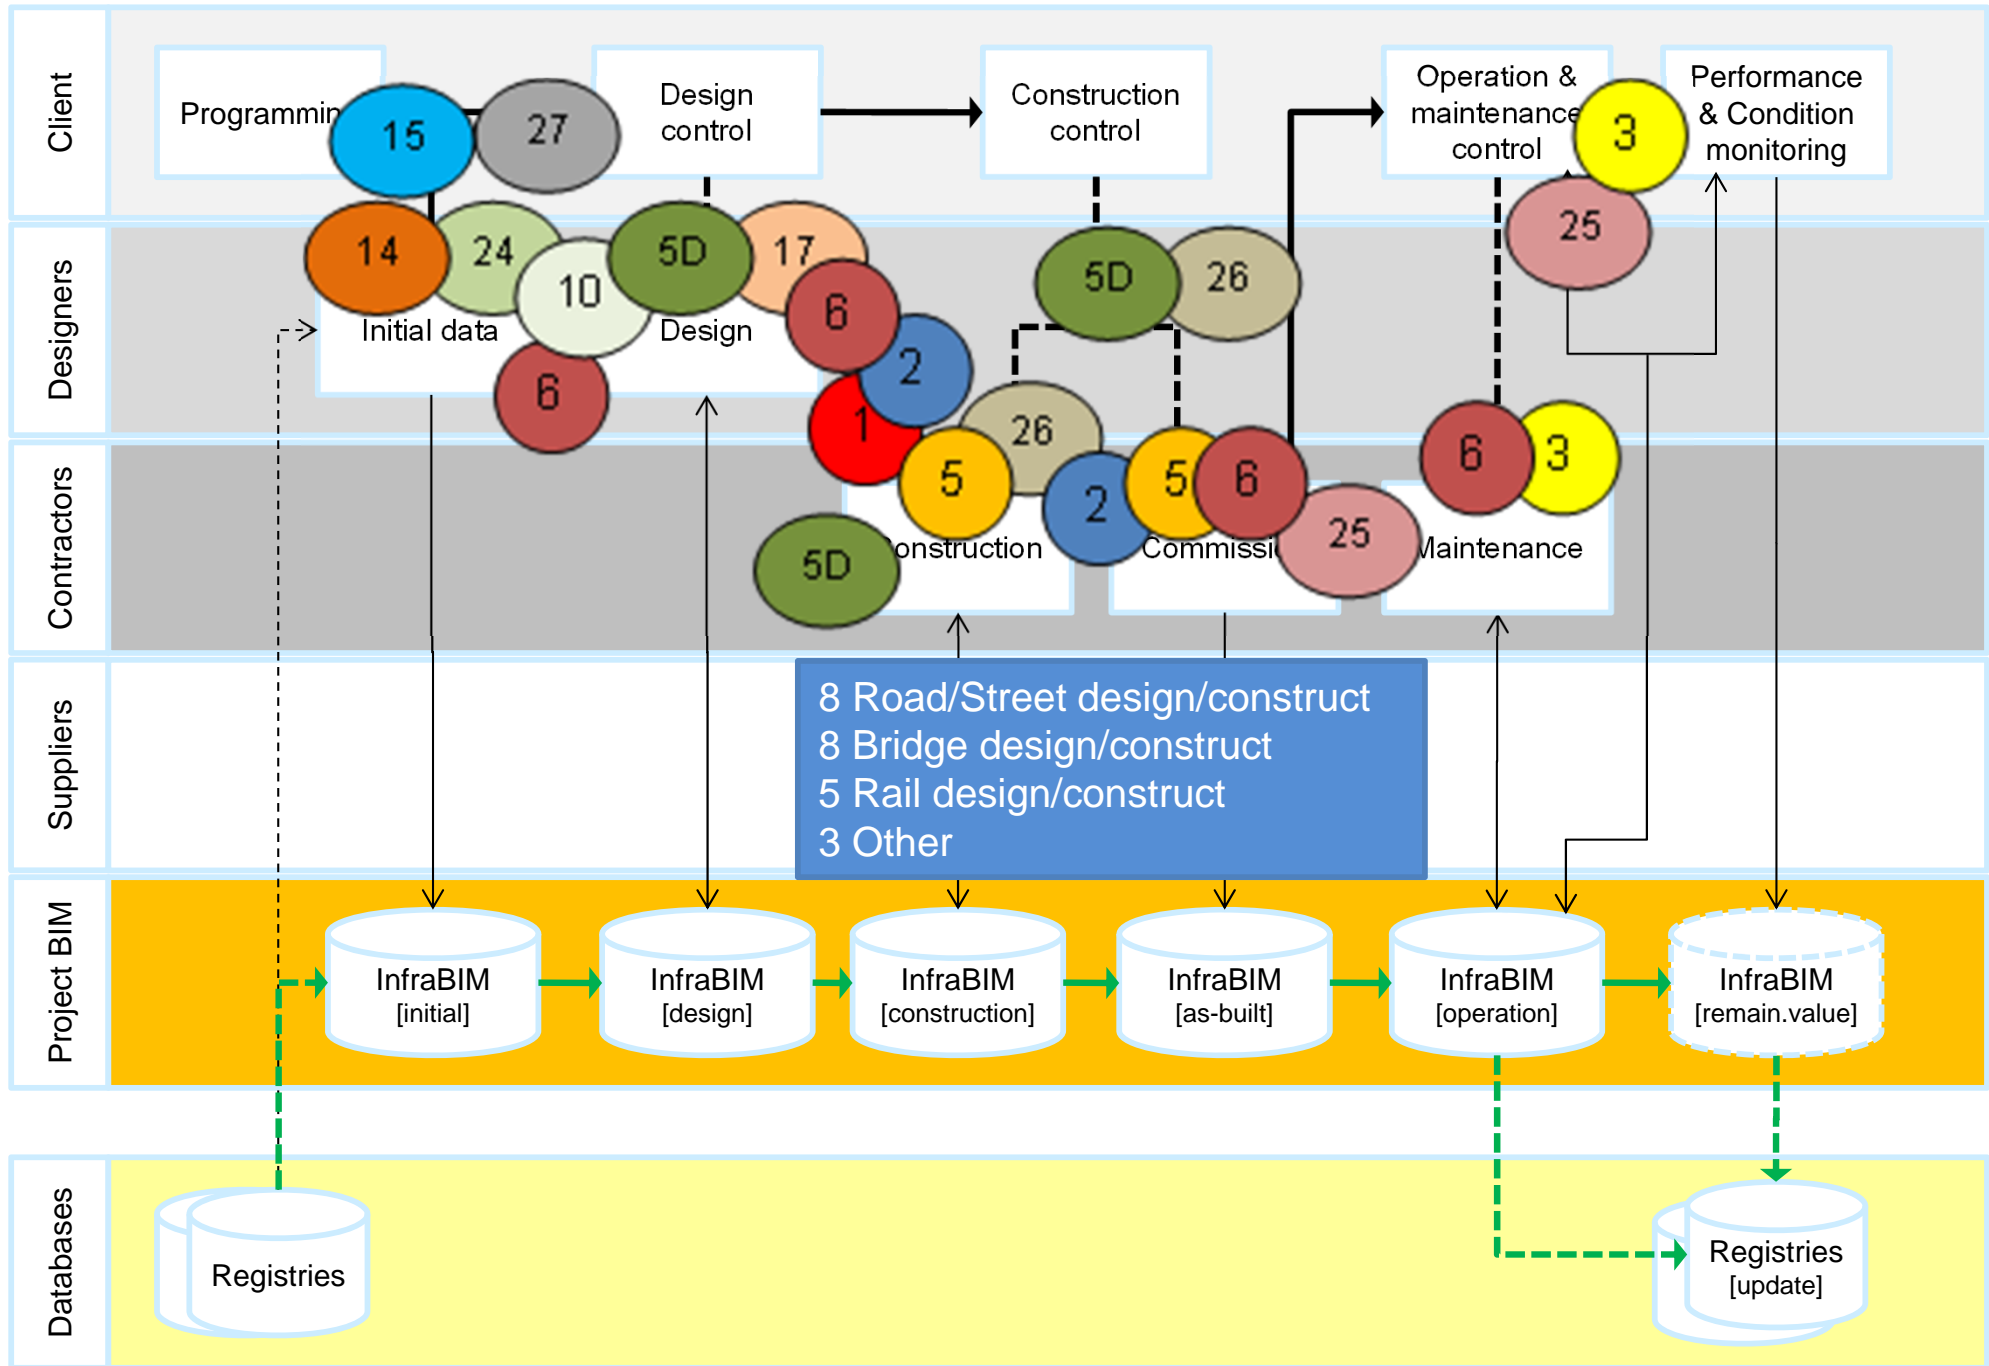 Client
Programmin
Design
control
Construction
control
Operation &
maintenance
control
Performance
& Condition
monitoring
15
27
3
25
Designers
14
24
10
5D
17
6
5D
26
Initial data
Design
6
2
1
Contractors
5
26
2
5
6
25
6
3
5D
onstruction
Commissi
Maintenance
Suppliers
8 Road/Street design/construct
8 Bridge design/construct
5 Rail design/construct
3 Other
Project BIM
InfraBIM
[initial]
InfraBIM
[design]
InfraBIM
[construction]
InfraBIM
[as-built]
InfraBIM
[operation]
InfraBIM
[remain.value]
Databases
Registries
Registries
[update]